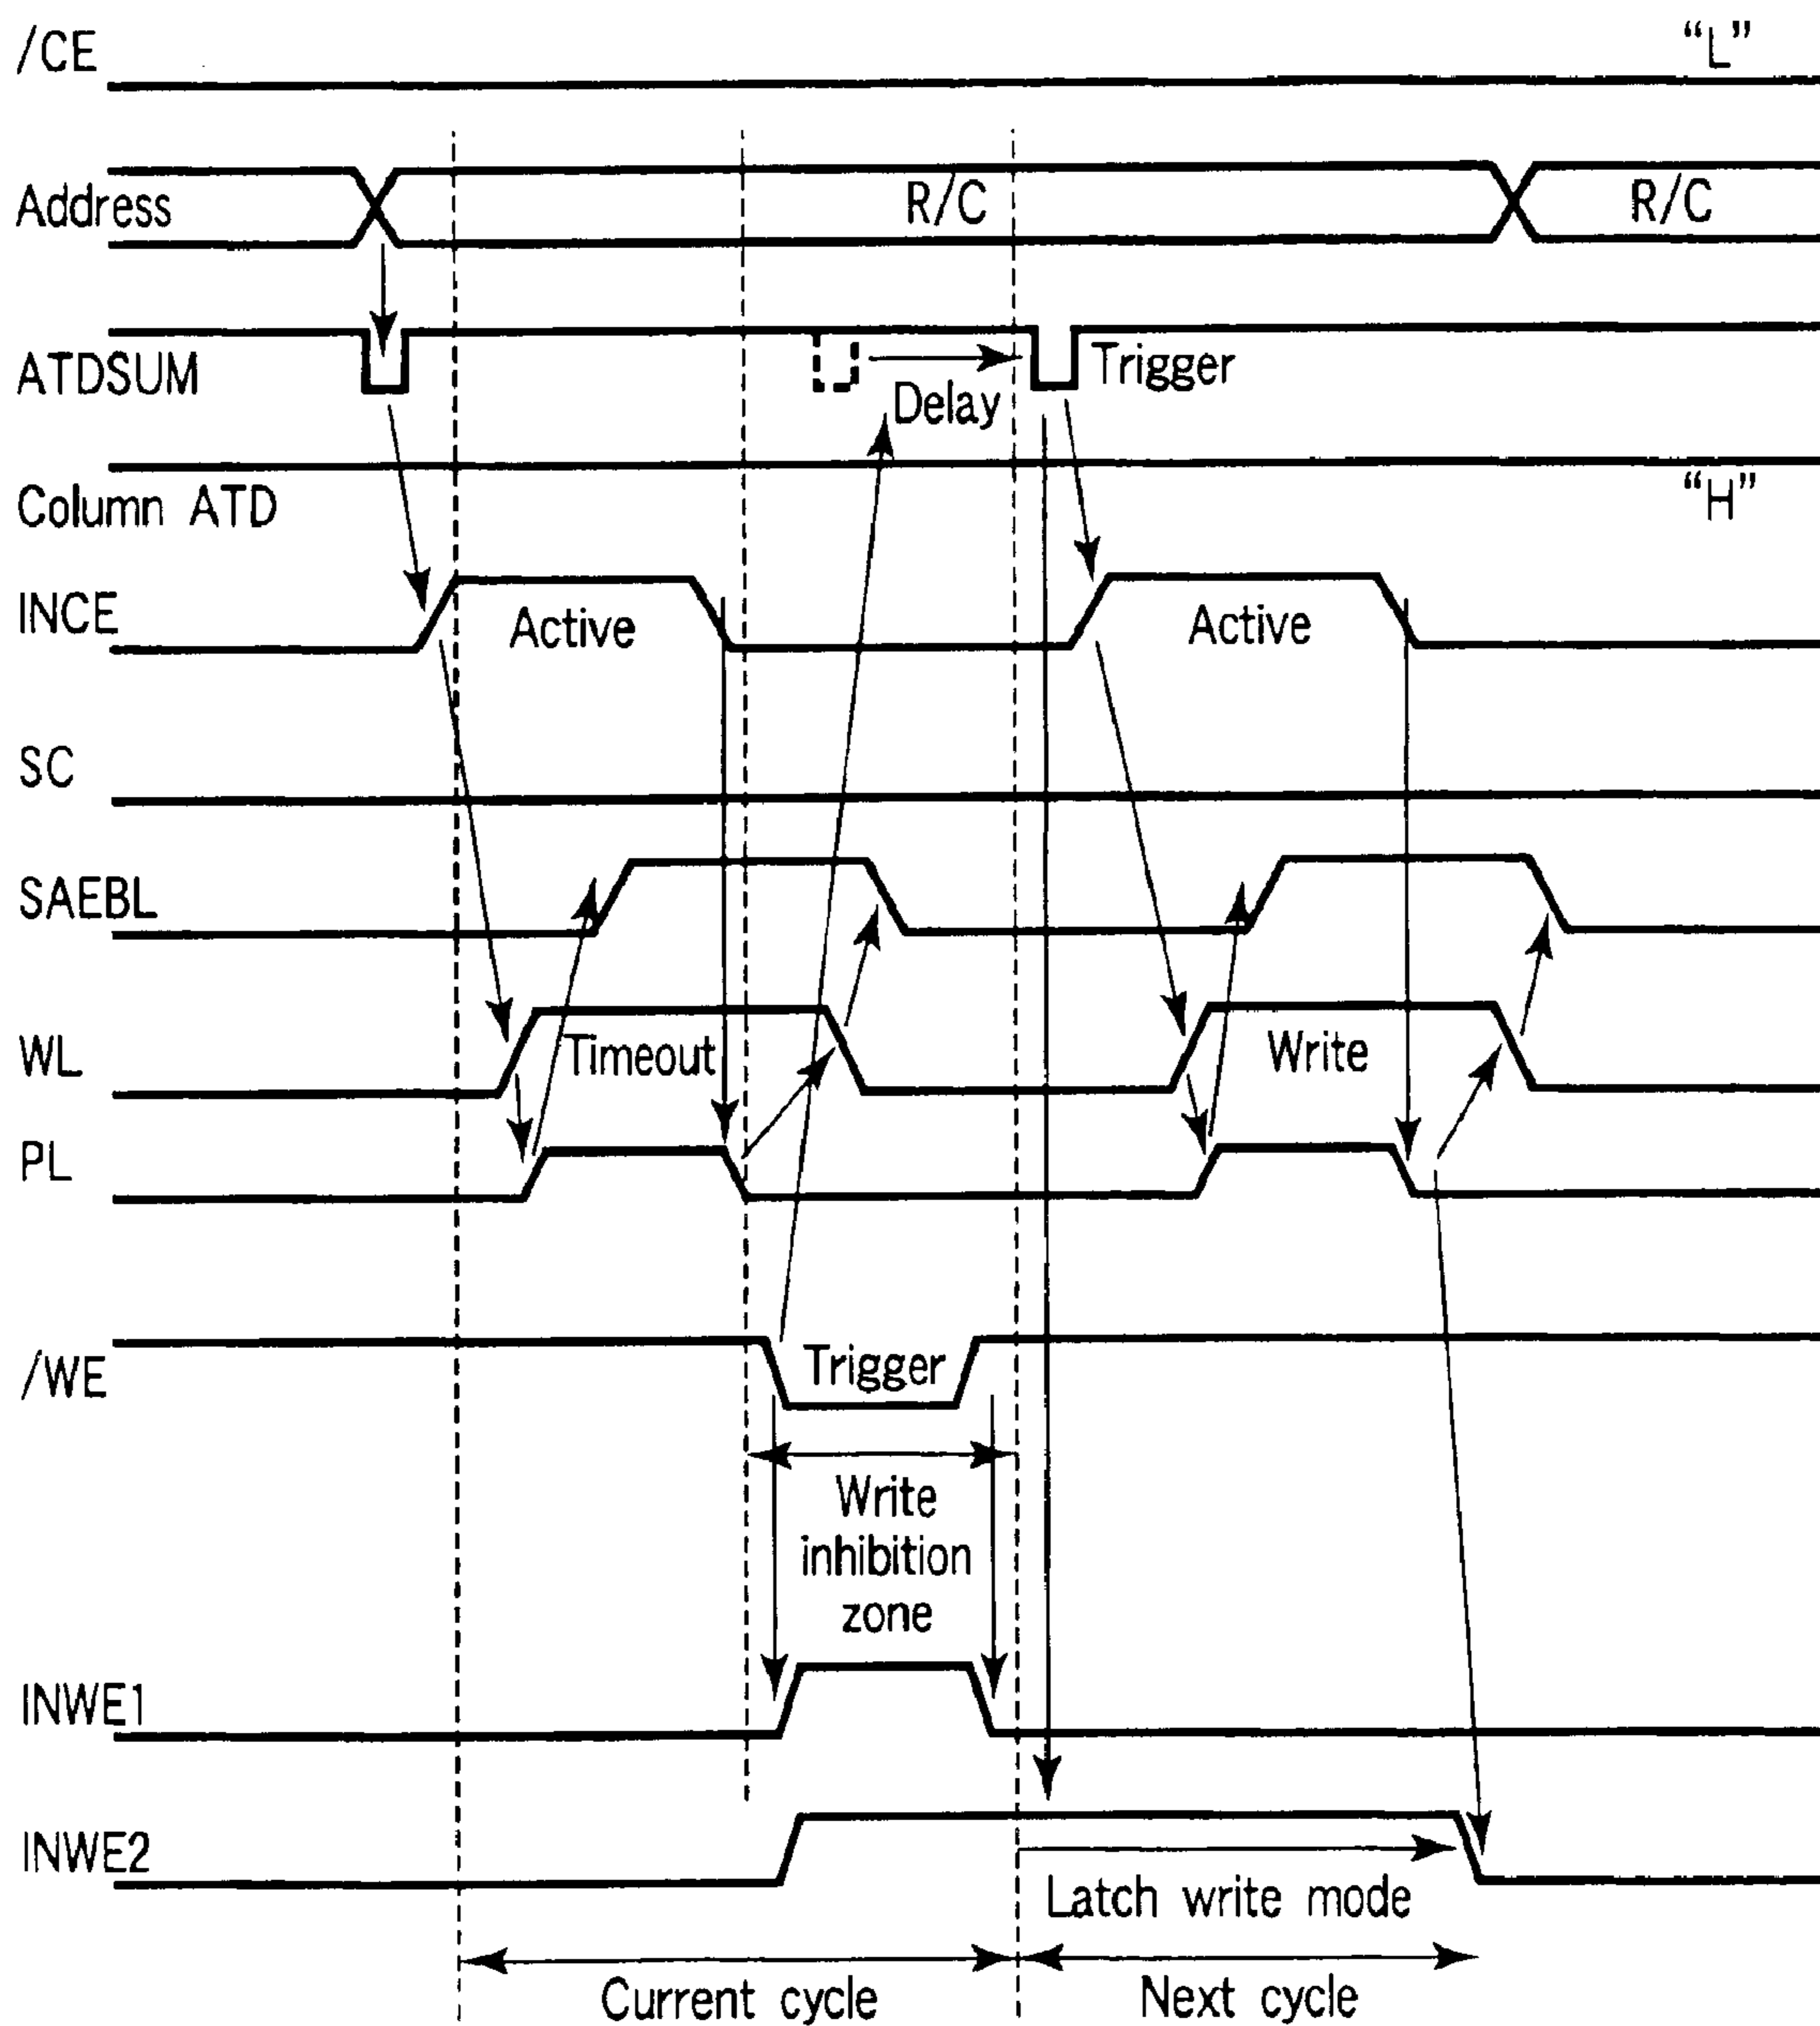 /CE
“L”
Address
R/C
R/C
ATDSUM
Trigger
Delay
Column ATD
“H”
INCE
Active
Active
SC
SAEBL
WL
Timeout
Write
PL
/WE
Trigger
Write
inhibition
zone
INWE1
INWE2
Latch write mode
Current cycle
Next cycle